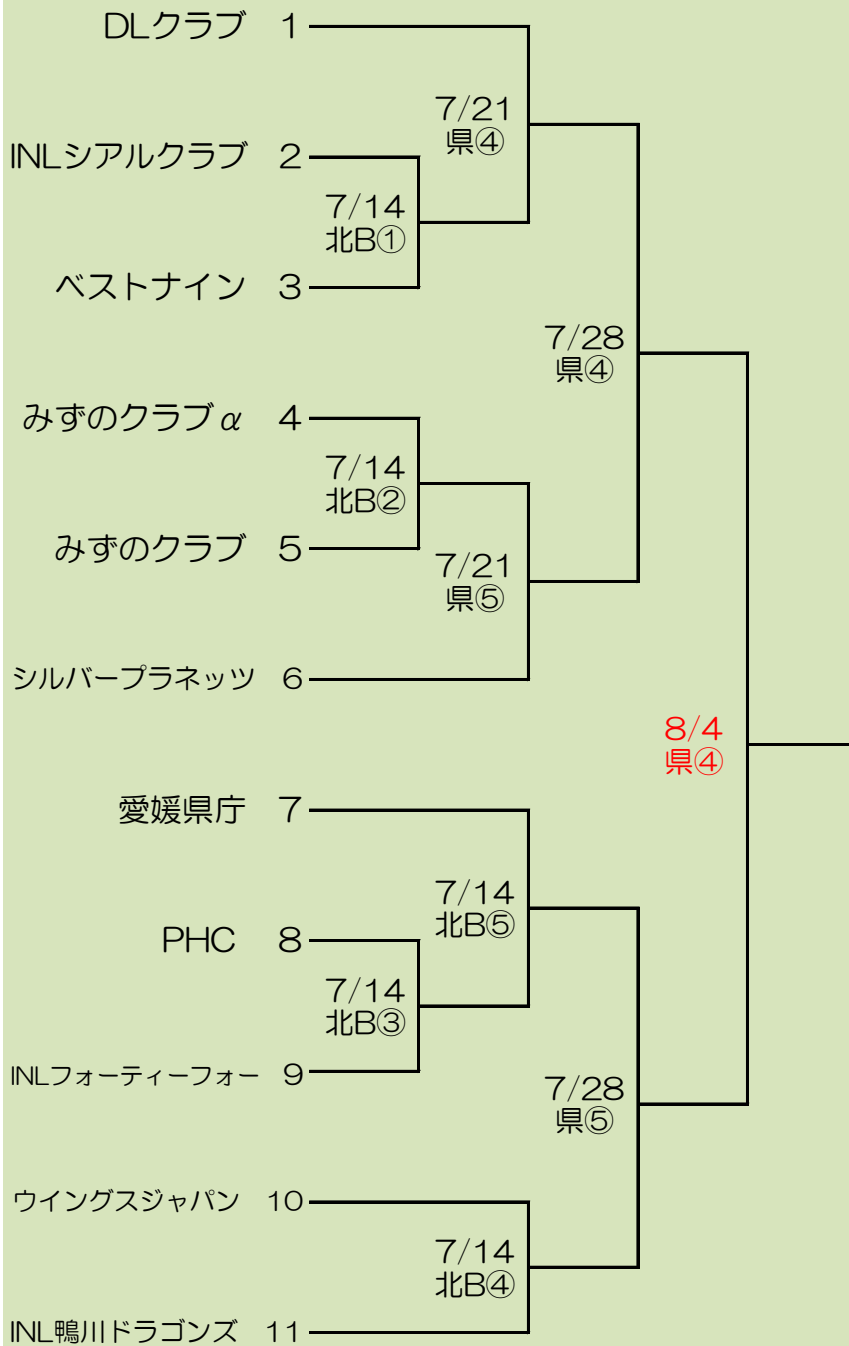 DLクラブ 1
7/21
県④
INLシアルクラブ 2
7/14
北B①
ベストナイン 3
7/28
県④
みずのクラブα 4
7/14
北B②
みずのクラブ 5
7/21
県⑤
シルバープラネッツ 6
8/4
県④
愛媛県庁 7
7/14
北B⑤
PHC 8
7/14
北B③
INLフォーティーフォー 9
7/28
県⑤
ウイングスジャパン 10
7/14
北B④
INL鴨川ドラゴンズ 11